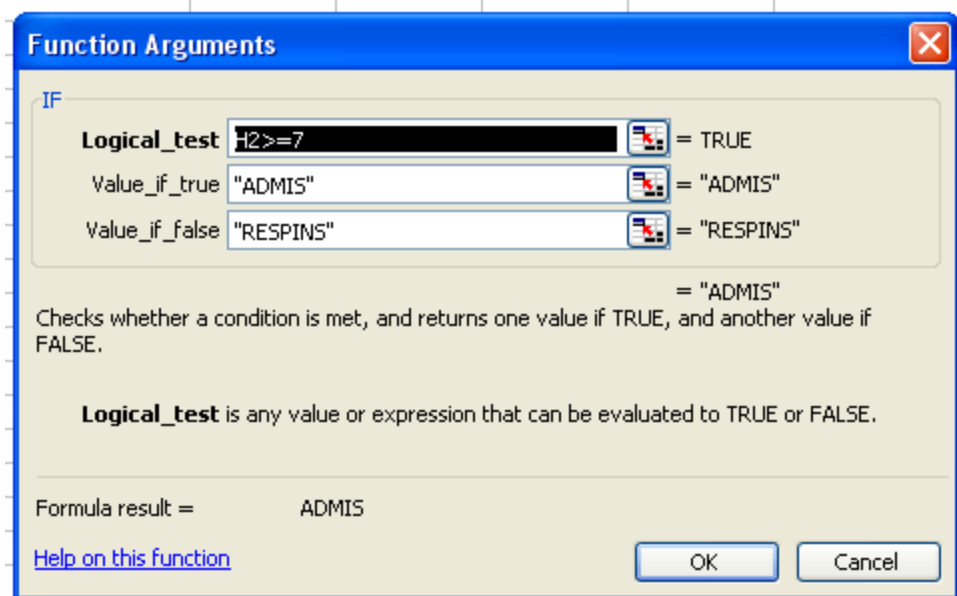 Function Arguments
IF
Logical_test H2>=7 = TRUE
Value_if_true "ADMIS" = "ADMIS"
Value_if_false "RESPINS" = "RESPINS"
= "ADMIS"
Checks whether a condition is met, and returns one value if TRUE, and another value if
FALSE.
Logical_test is any value or expression that can be evaluated to TRUE or FALSE.
Formula result = ADMIS
Help on this function OK Cancel